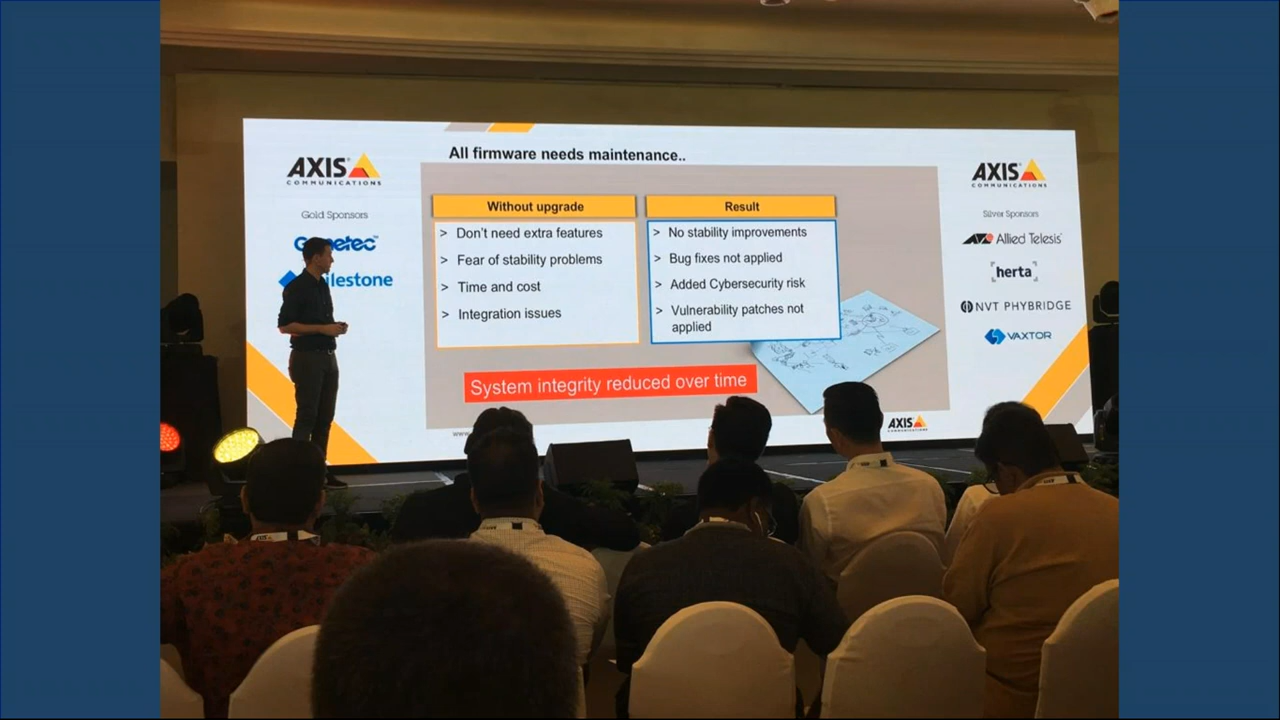 All firmware needs maintenance..
AXIS
COMMUNICATIONS
Gold Sponsors
Without upgrade
> Don't need extra features
> Fear of stability problems
> Time and cost
> Integration issues
Result
> No stability improvements
> Bug fixes not applied
> Added Cybersecurity risk
> Vulnerability patches not
applied
System integrity reduced over time
AXIS
COMMUNICATIONS
AXIS
COMMUNICATIONS
Silver Sponsors
Allied Telesis
herta
NVT PHYBRIDGE
VAXTOR